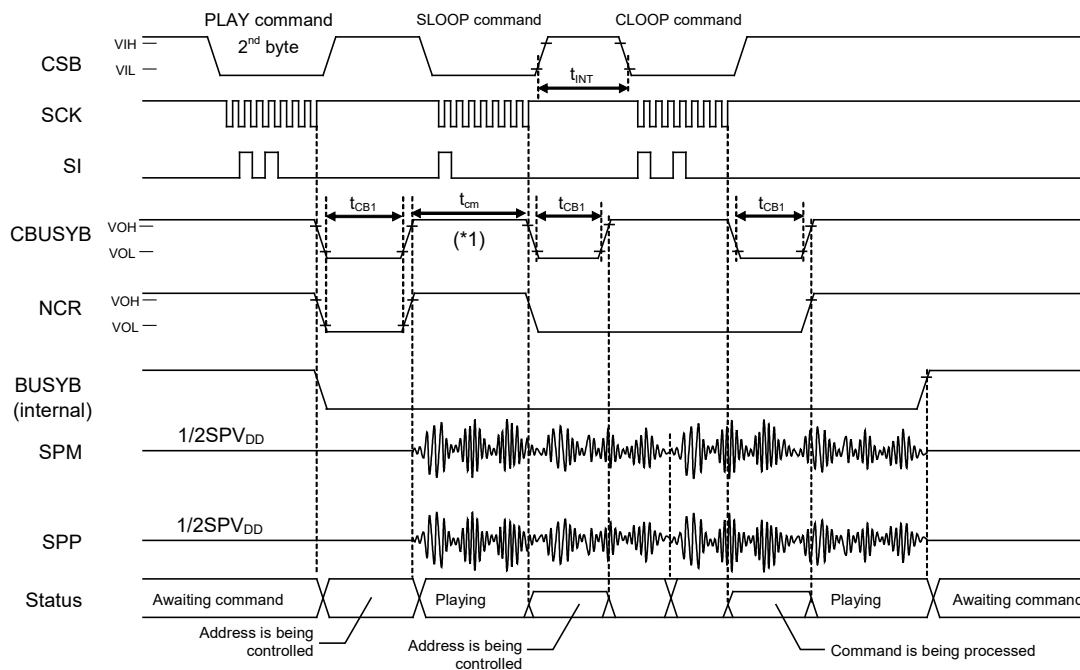 PLAY command
2nd byte
SLOOP command
CLOOP command
CSB
VIH
VIL
tINT
SCK
SI
tCB1
tcm
tCB1
tCB1
CBUSYB
VOH
VOL
(*1)
NCR
VOH
VOL
BUSYB
(internal)
1/2SPVDD
SPM
1/2SPVDD
SPP
Status
Awaiting command
Playing
Playing
Awaiting command
Address is being
controlled
Address is being
controlled
Command is being processed